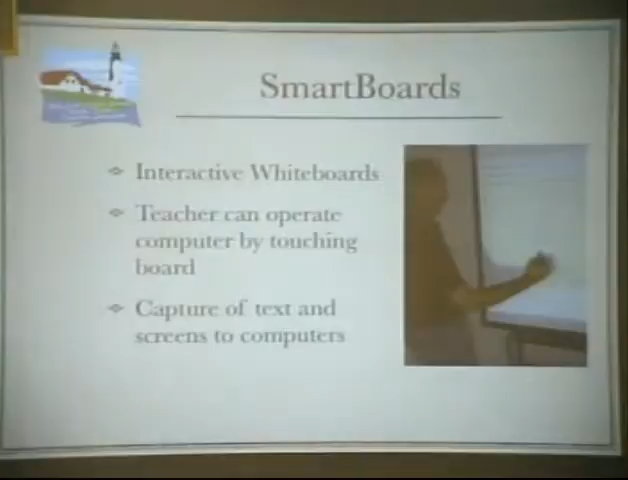 SmartBoards
Interactive Whiteboards
Teacher can operate
computer by touching
board
Capture of text and
screens to computers